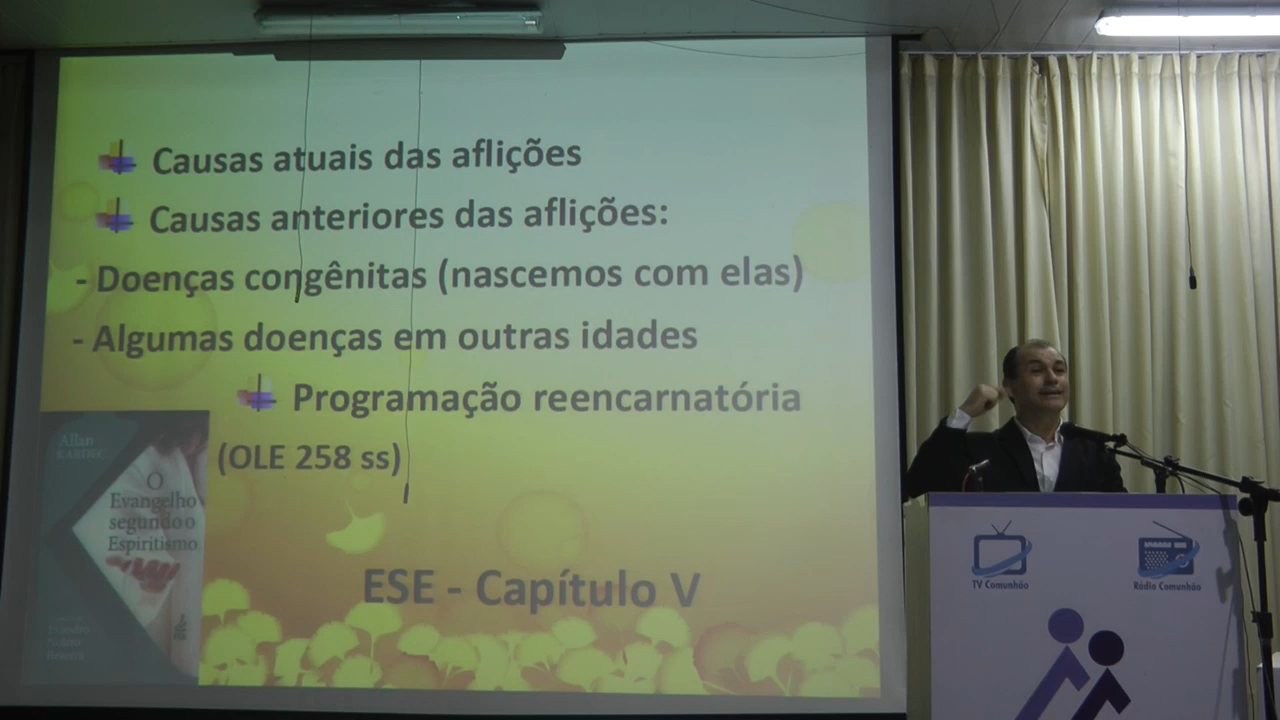 Causas atuais das aflições
Causas anteriores das aflições:
- Doenças congênitas (nascemos com elas)
- Algumas doenças em outras idades
Programação reencarnatória
(OLE 258 ss)
Allan
KARDEC
O
Evangelho
segundo o
Espiritismo
ESE - Capítulo V
TV Comunhão
Rádio Comunhão